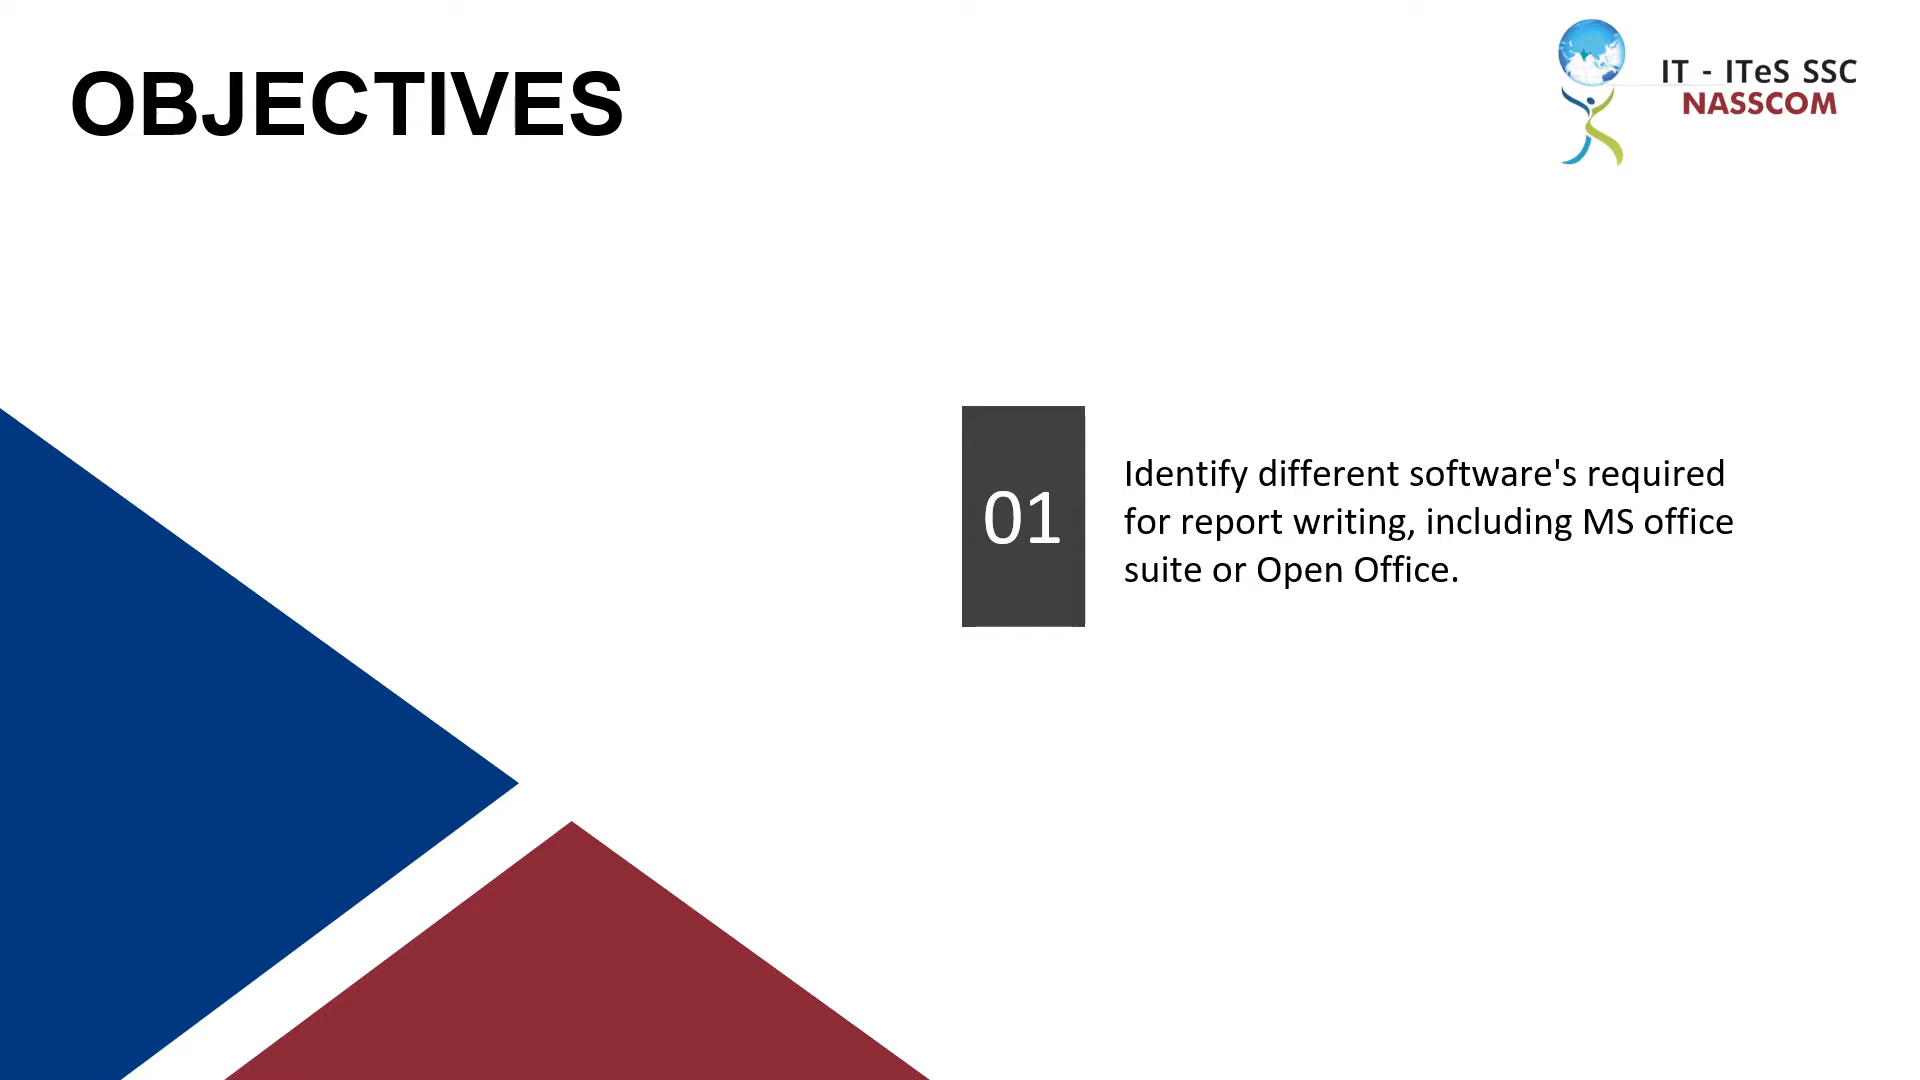 OBJECTIVES
IT - ITeS SSC
NASSCOM
01
Identify different software's required
for report writing, including MS office
suite or Open Office.